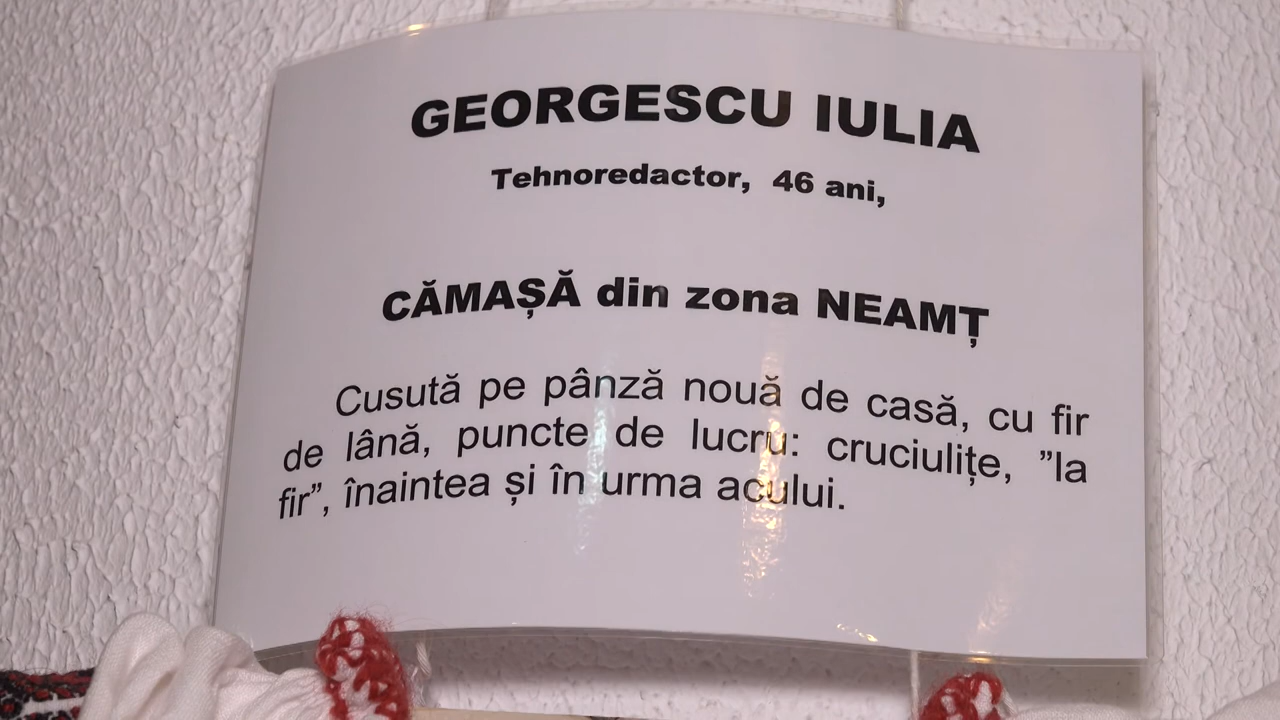 GEORGESCU IULIA
Tehnoredactor, 46 ani,
CĂMAȘĂ din zona NEAMȚ
Cusută pe pânză nouă de casă, cu fir
de lână, puncte de lucru: cruciulițe, ”la
fir”, înaintea și în urma acului.